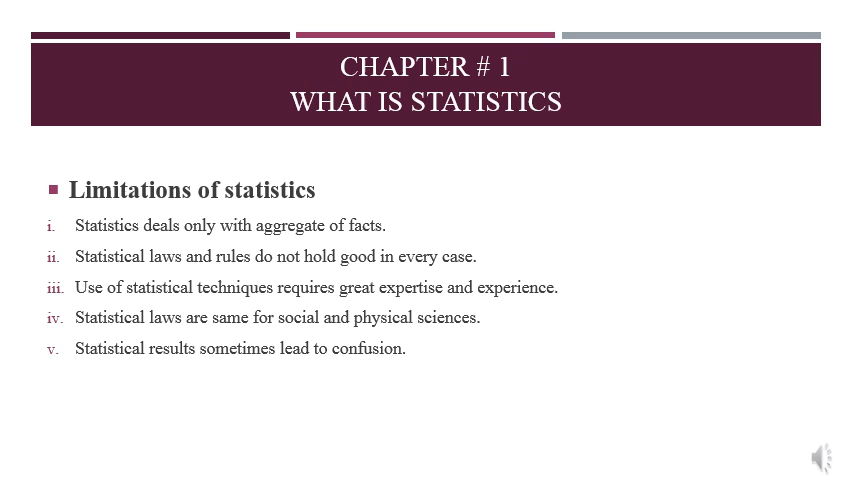 CHAPTER # 1
WHAT IS STATISTICS
Limitations of statistics
i. Statistics deals only with aggregate of facts.
ii. Statistical laws and rules do not hold good in every case.
iii. Use of statistical techniques requires great expertise and experience.
iv. Statistical laws are same for social and physical sciences.
v. Statistical results sometimes lead to confusion.